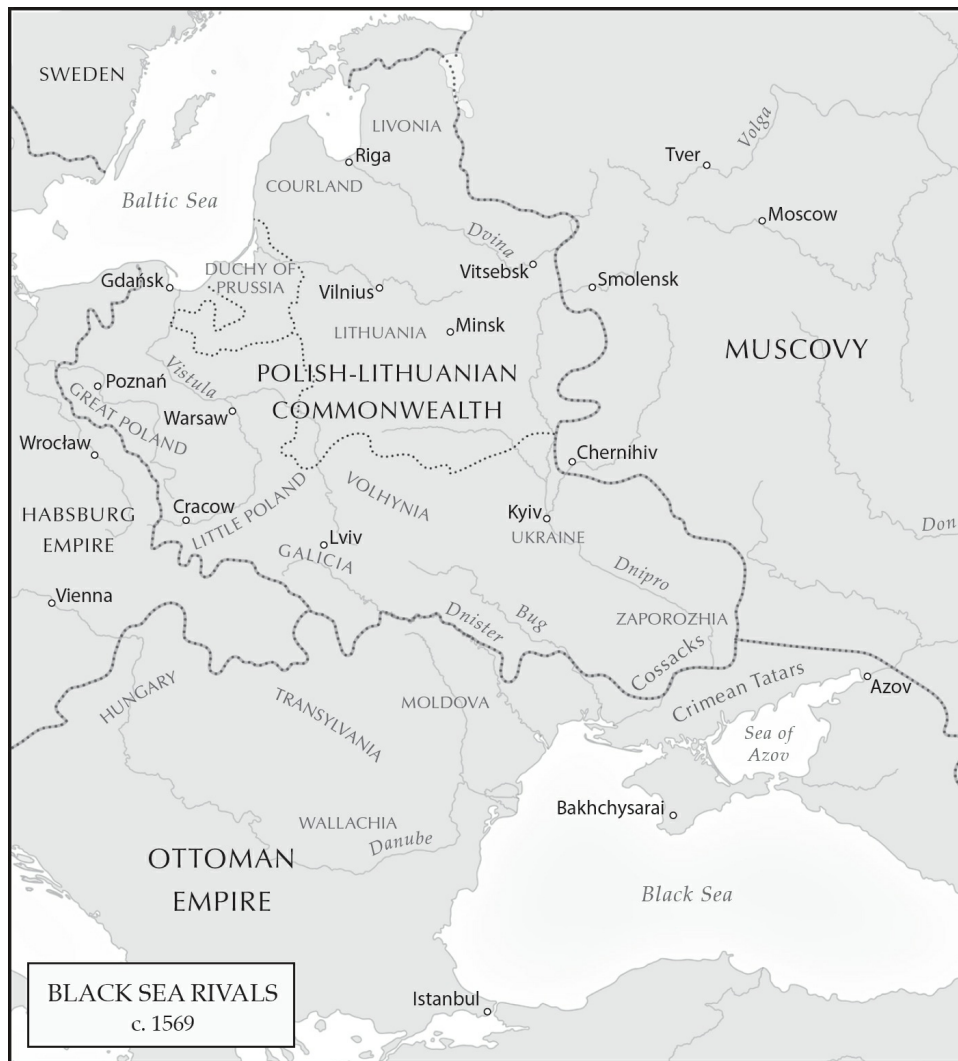 SWEDEN
LIVONIA
Riga
COURLAND
Baltic Sea
Volga
Tver
Moscow
Dvina
Vitsebsk
Smolensk
Gdańsk
DUCHY OF
PRUSSIA
Vilnius
LITHUANIA
Minsk
MUSCOVY
POLISH-LITHUANIAN
COMMONWEALTH
Vistula
Poznań
GREAT POLAND
Warsaw
Wrocław
Chernihiv
HABSBURG
EMPIRE
Cracow
LITTLE POLAND
VOLHYNIA
Kyiv
UKRAINE
Don
Lviv
GALICIA
Dnipro
Vienna
Dnister
Bug
ZAPOROZHIA
Cossacks
Crimean Tatars
Azov
HUNGARY
TRANSYLVANIA
MOLDOVA
Sea of
Azov
Bakhchysarai
WALLACHIA
Danube
OTTOMAN
EMPIRE
Black Sea
BLACK SEA RIVALS
c. 1569
Istanbul